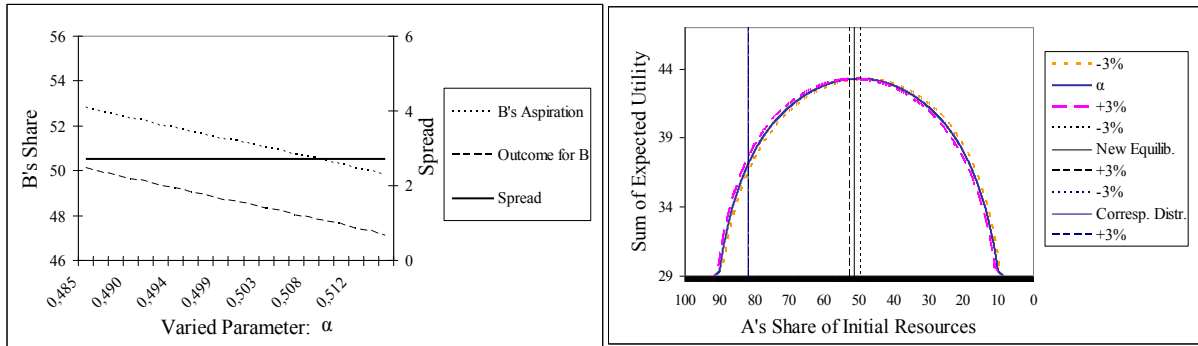 B's Share
56
54
52
50
48
46
6
4
2
0
Spread
0,485
0,490
0,494
0,499
0,503
0,508
0,512
Varied Parameter: α
B's Aspiration
Outcome for B
Spread
Sum of Expected Utility
44
39
34
29
100 90 80 70 60 50 40 30 20 10 0
A's Share of Initial Resources
-3%
α
+3%
-3%
New Equilib.
+3%
-3%
Corresp. Distr.
+3%